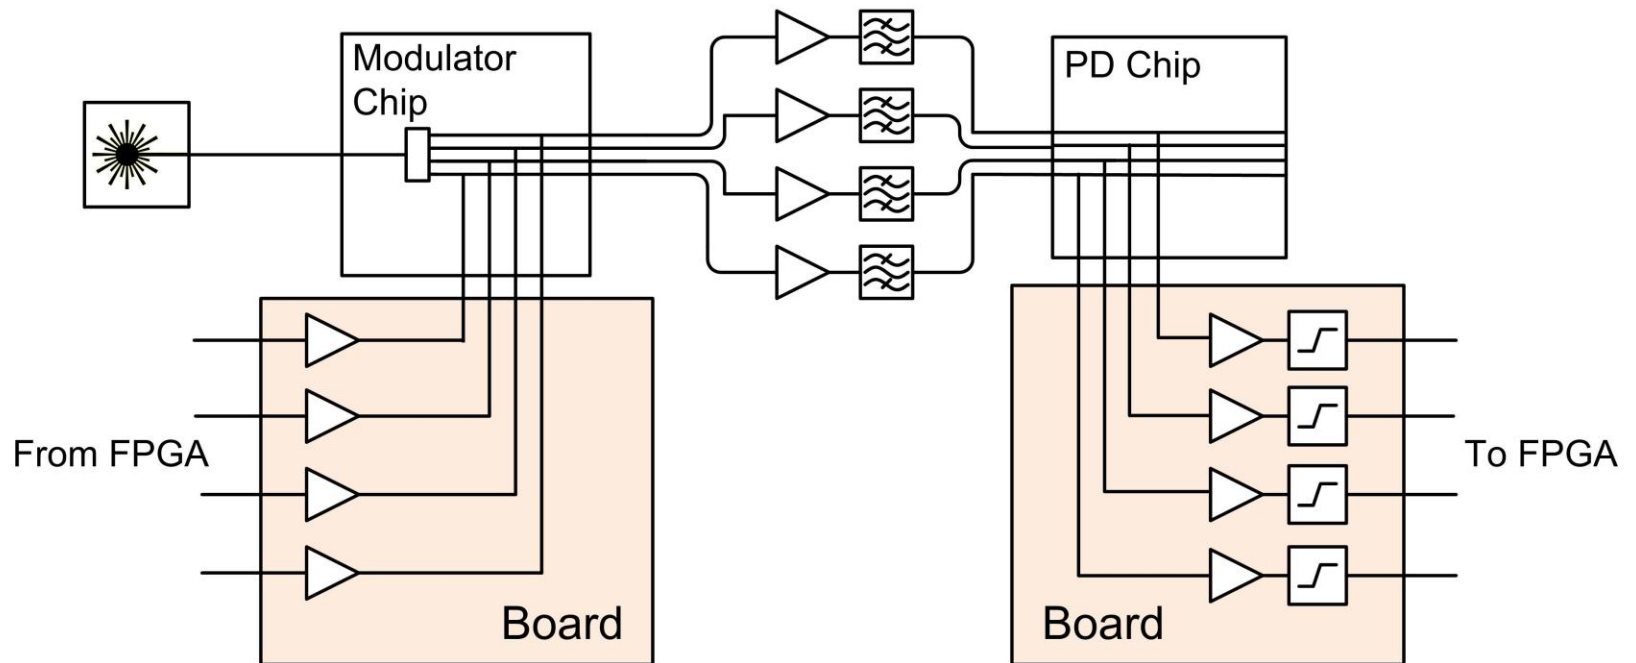 Modulator
Chip
PD Chip
From FPGA
To FPGA
Board
Board